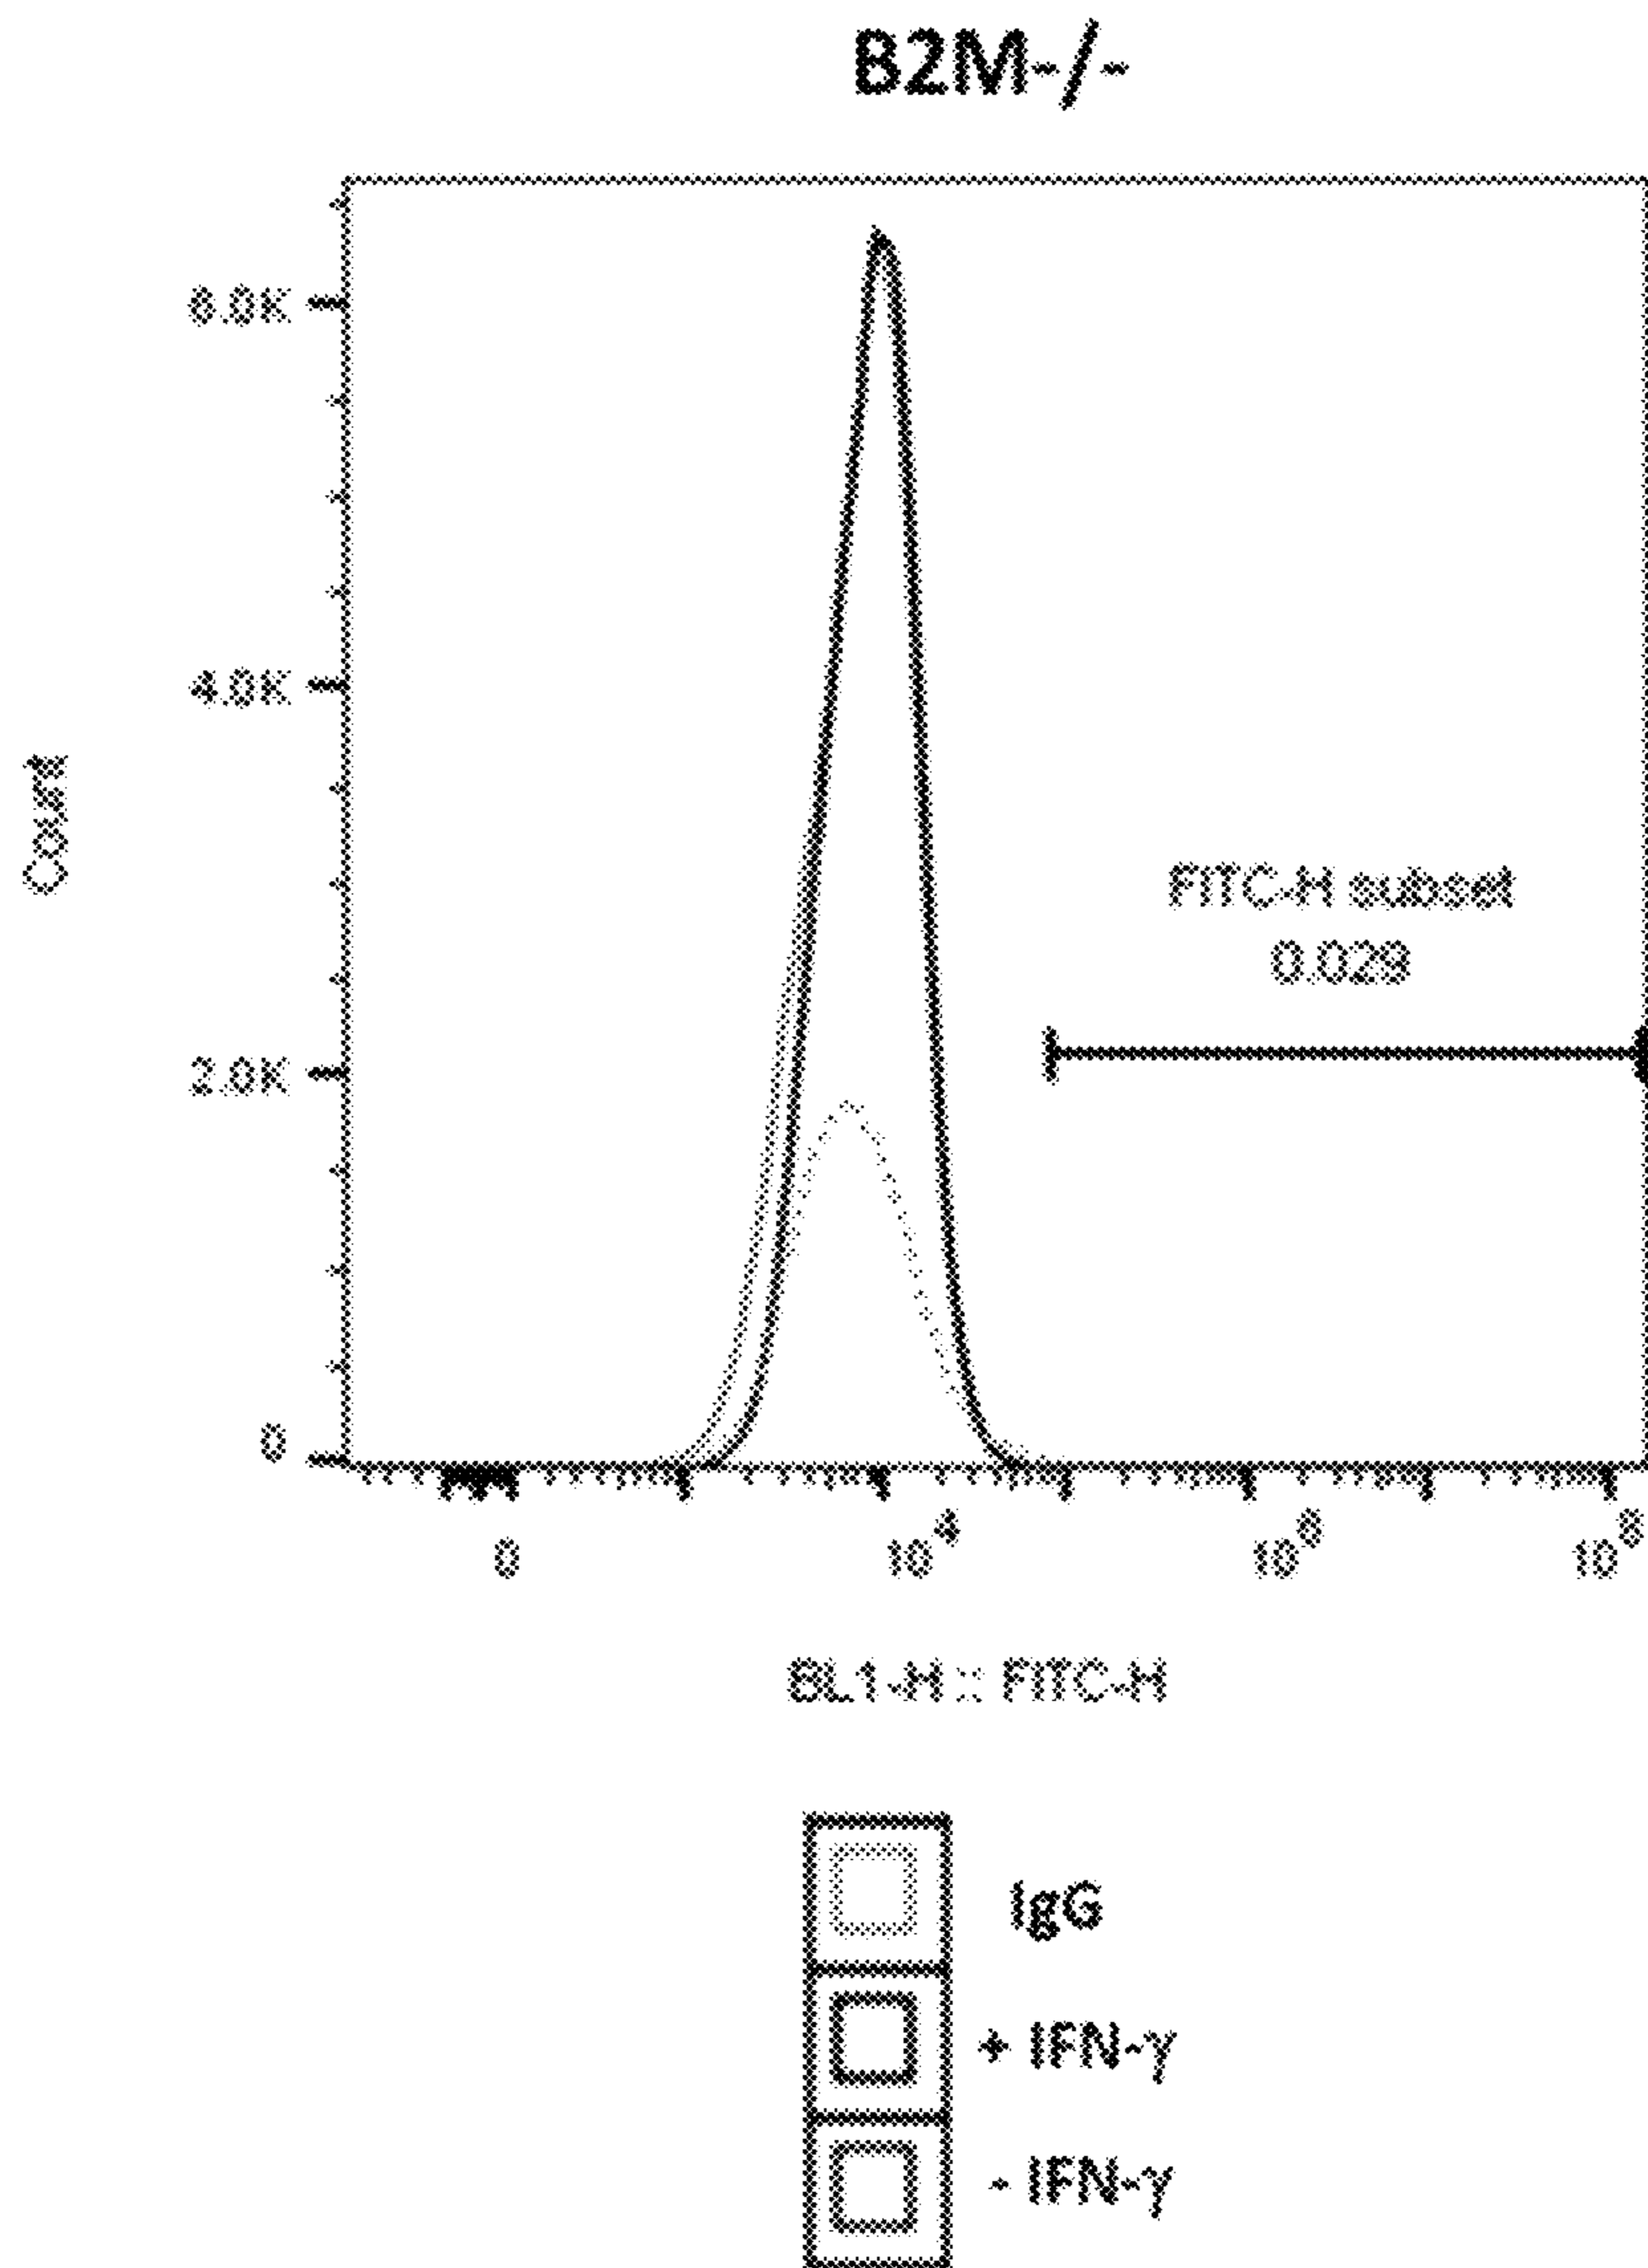 B2M-/-
6.0K
4.0K
2.0K
0
Count
FITC-H subset
0.029
0
10^4
10^6
10^8
BL1-H :: FITC-H
IgG
+ IFN-γ
- IFN-γ